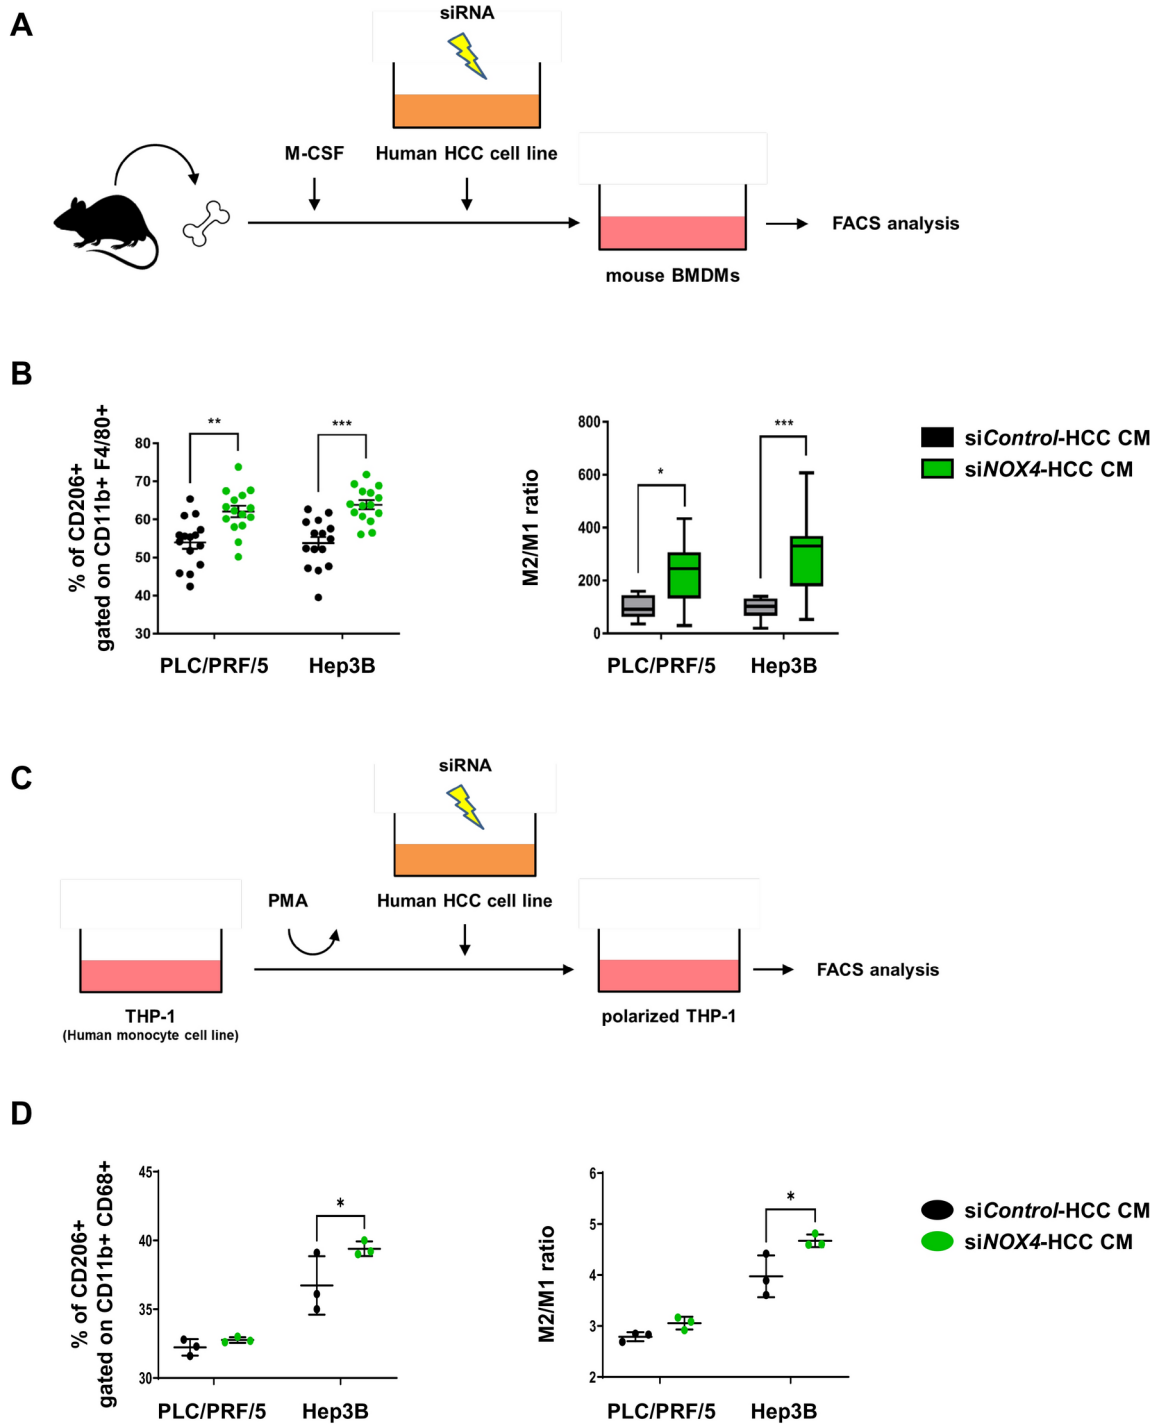 A
siRNA
M-CSF
Human HCC cell line
FACS analysis
mouse BMDMs
B
% of CD206+
gated on CD11b+ F4/80+
80
70
60
50
40
30
**
***
PLC/PRF/5
Hep3B
M2/M1 ratio
800
600
400
200
0
*
***
PLC/PRF/5
Hep3B
siControl-HCC CM
siNOX4-HCC CM
C
siRNA
PMA
Human HCC cell line
FACS analysis
THP-1
(Human monocyte cell line)
polarized THP-1
D
% of CD206+
gated on CD11b+ CD68+
45
40
35
30
*
PLC/PRF/5
Hep3B
M2/M1 ratio
6
5
4
3
2
*
PLC/PRF/5
Hep3B
siControl-HCC CM
siNOX4-HCC CM